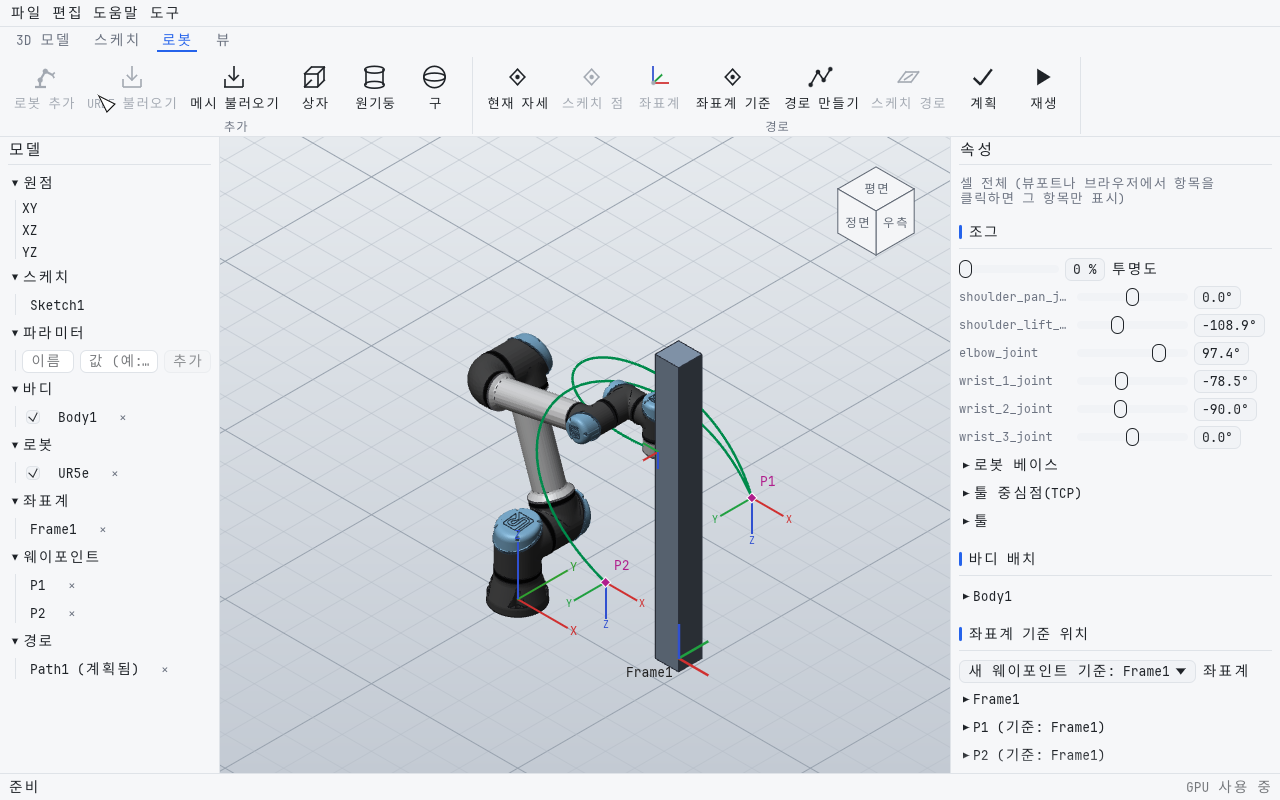 파일 편집 도움말 도구
3D 모델 스케치 로봇 뷰
로봇 추가 불러오기 메시 불러오기 상자 원기둥 구 현재 자세 스케치 점 좌표계 좌표계 기준 경로 만들기 스케치 경로 계획 재생
추가 경로
모델
▼ 원점
XY
XZ
YZ
▼ 스케치
Sketch1
▼ 파라미터
이름 값 (예:… 추가
▼ 바디
Body1 ×
▼ 로봇
UR5e ×
▼ 좌표계
Frame1 ×
▼ 웨이포인트
P1 ×
P2 ×
▼ 경로
Path1 (계획됨) ×
평면
정면 우측
P1
Y X
Z
P2
Y
Y X
Z
X
Z
Frame1
속성
셀 전체 (뷰포트나 브라우저에서 항목을
클릭하면 그 항목만 표시)
조그
0 % 투명도
shoulder_pan_j… 0.0°
shoulder_lift_… -108.9°
elbow_joint 97.4°
wrist_1_joint -78.5°
wrist_2_joint -90.0°
wrist_3_joint 0.0°
▶ 로봇 베이스
▶ 툴 중심점(TCP)
▶ 툴
바디 배치
▶ Body1
좌표계 기준 위치
새 웨이포인트 기준: Frame1 ▼ 좌표계
▶ Frame1
▶ P1 (기준: Frame1)
▶ P2 (기준: Frame1)
준비 GPU 사용 중